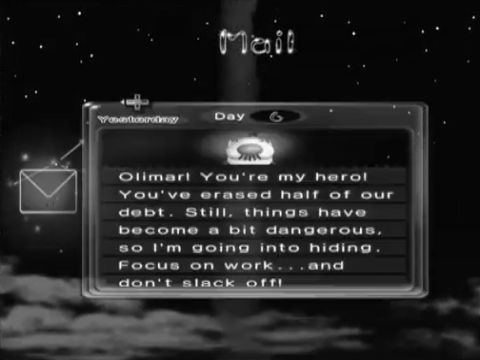 Mail
Yesterday Day 6
Olimar! You're my hero!
You've erased half of our
debt. Still, things have
become a bit dangerous,
so I'm going into hiding.
Focus on work...and
don't slack off!